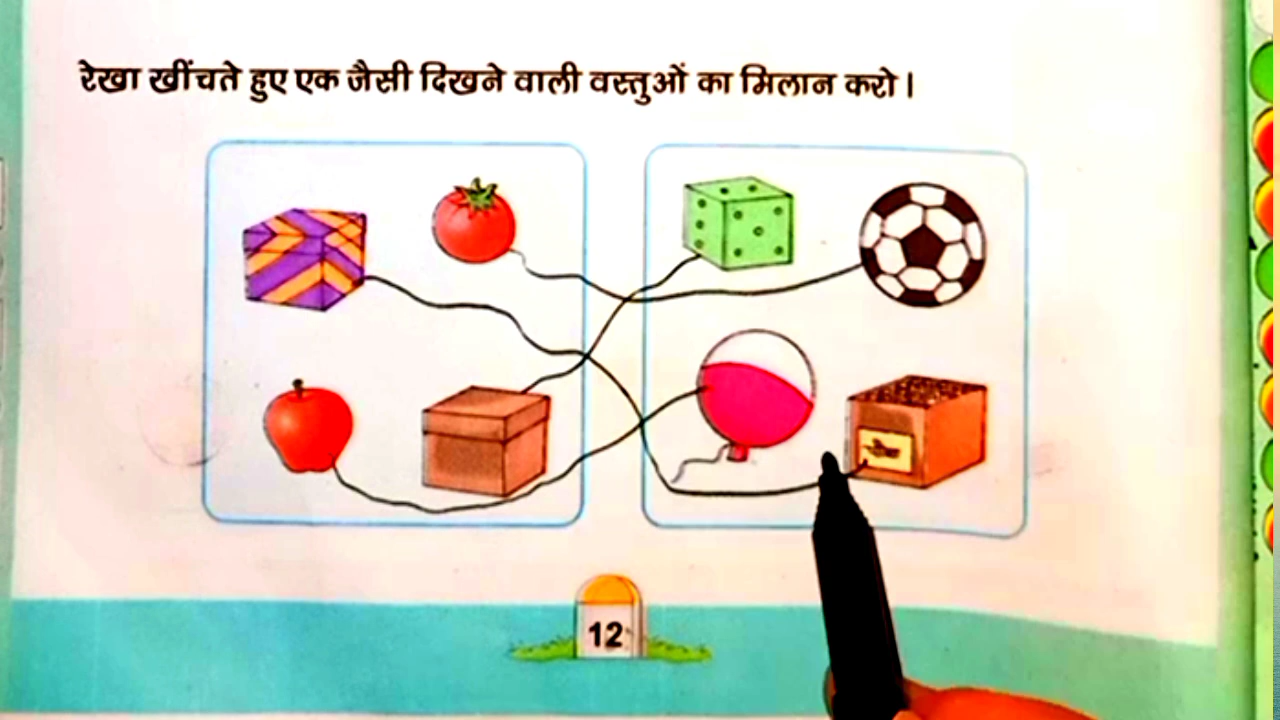 रेखा खींचते हुए एक जैसी दिखने वाली वस्तुओं का मिलान करो।
12